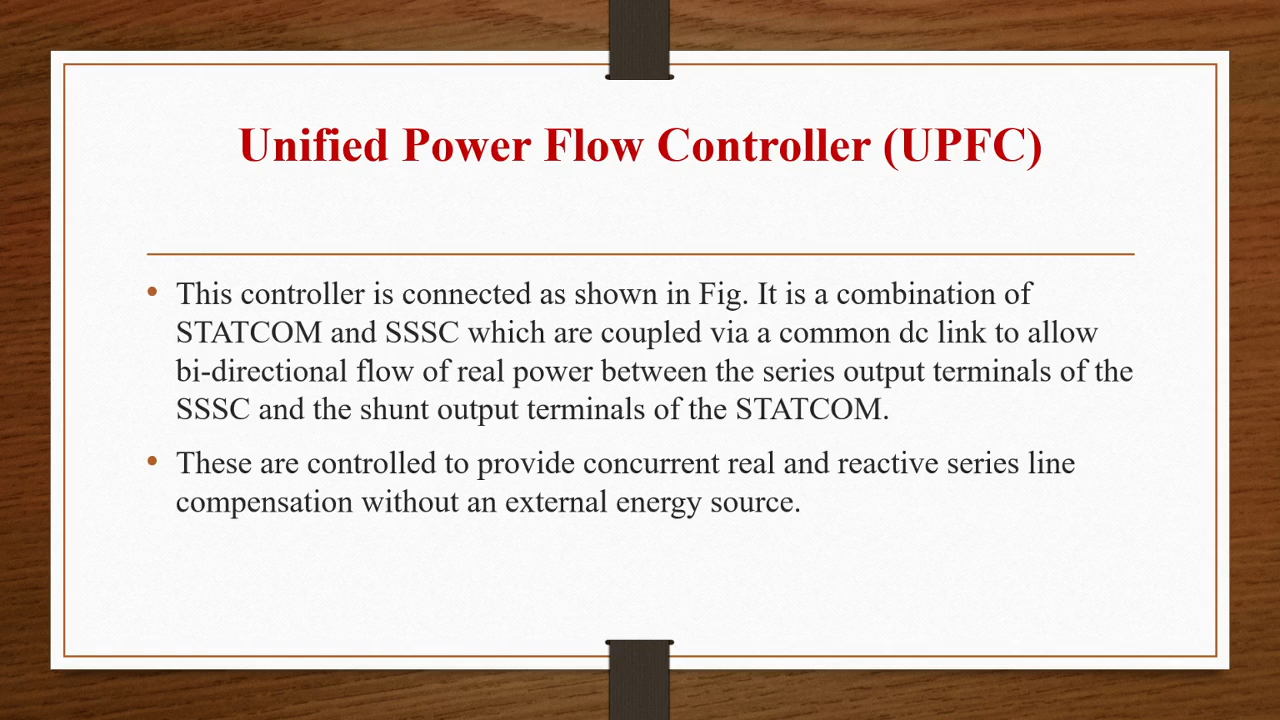 Unified Power Flow Controller (UPFC)
• This controller is connected as shown in Fig. It is a combination of
STATCOM and SSSC which are coupled via a common dc link to allow
bi-directional flow of real power between the series output terminals of the
SSSC and the shunt output terminals of the STATCOM.
• These are controlled to provide concurrent real and reactive series line
compensation without an external energy source.